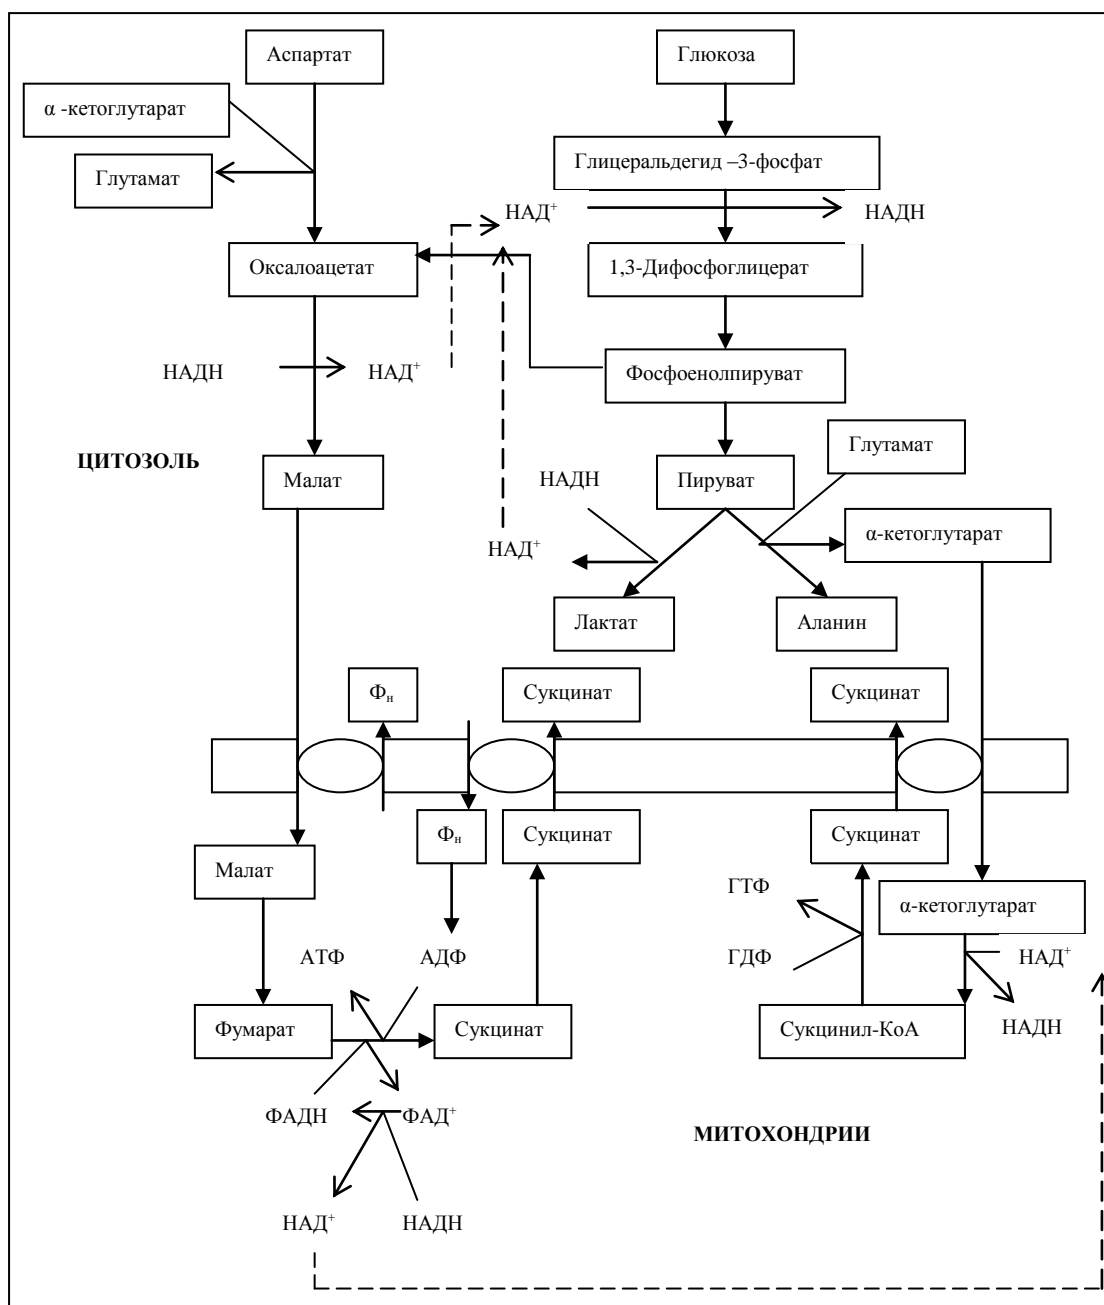 Аспартат
Глюкоза
α -кетоглутарат
Глицеральдегид –3-фосфат
Глутамат
НАД⁺
НАДН
Оксалоацетат
1,3-Дифосфоглицерат
НАДН
НАД⁺
Фосфоенолпируват
Глутамат
ЦИТОЗОЛЬ
Малат
НАДН
Пируват
НАД⁺
α-кетоглутарат
Лактат
Аланин
Фн
Сукцинат
Сукцинат
Фн
Сукцинат
Сукцинат
Малат
ГТФ
α-кетоглутарат
АТФ
АДФ
ГДФ
НАД⁺
Фумарат
Сукцинат
Сукцинил-КоА
НАДН
ФАДН
ФАД⁺
МИТОХОНДРИИ
НАД⁺
НАДН